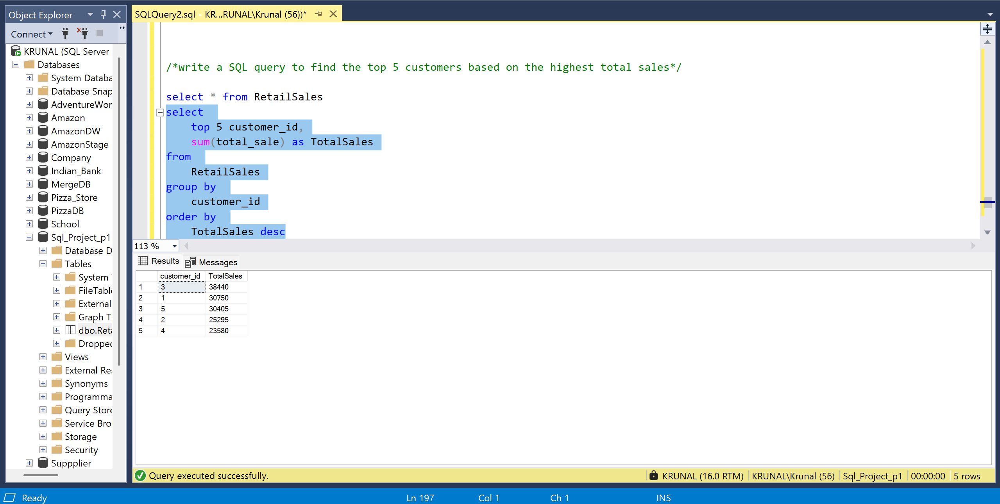 Object Explorer
Connect
KRUNAL (SQL Server
Databases
System Databa
Database Snap
AdventureWor
Amazon
AmazonDW
AmazonStage
Company
Indian_Bank
MergeDB
Pizza_Store
PizzaDB
School
Sql_Project_p1
Database D
Tables
System
FileTable
External
Graph Ta
dbo.Reta
Dropped
Views
External Res
Synonyms
Programma
Query Store
Service Bro
Storage
Security
Suppplier
SQLQuery2.sql - KR...RUNAL\Krunal (56))*
/*write a SQL query to find the top 5 customers based on the highest total sales*/
select * from RetailSales
select
top 5 customer_id,
sum(total_sale) as TotalSales
from
RetailSales
group by
customer_id
order by
TotalSales desc
113 %
Results Messages
customer_id TotalSales
1 3 38440
2 1 30750
3 5 30405
4 2 25295
5 4 23580
Query executed successfully. KRUNAL (16.0 RTM) KRUNAL\Krunal (56) Sql_Project_p1 00:00:00 5 rows
Ready Ln 197 Col 1 Ch 1 INS